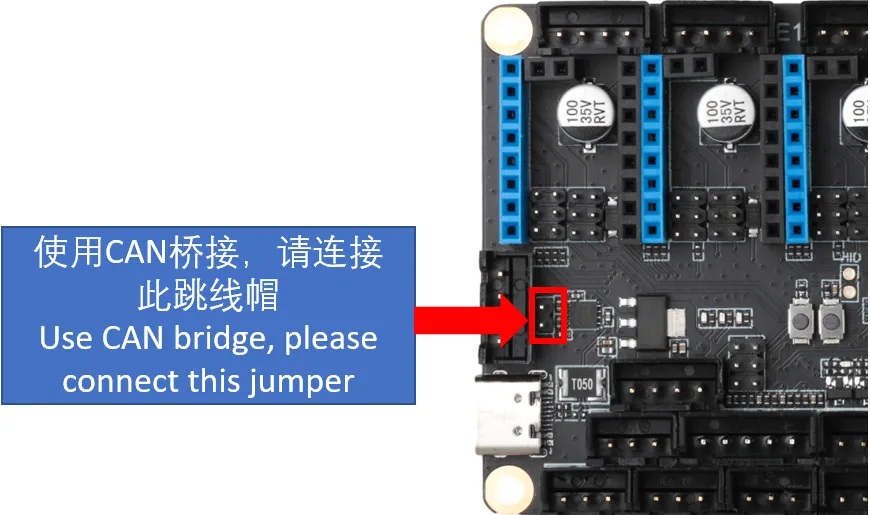 E1
100
35V
RVT
100
35V
RVT
100
35V
RVT
使用CAN桥接，请连接
此跳线帽
Use CAN bridge, please
connect this jumper
HID
T050